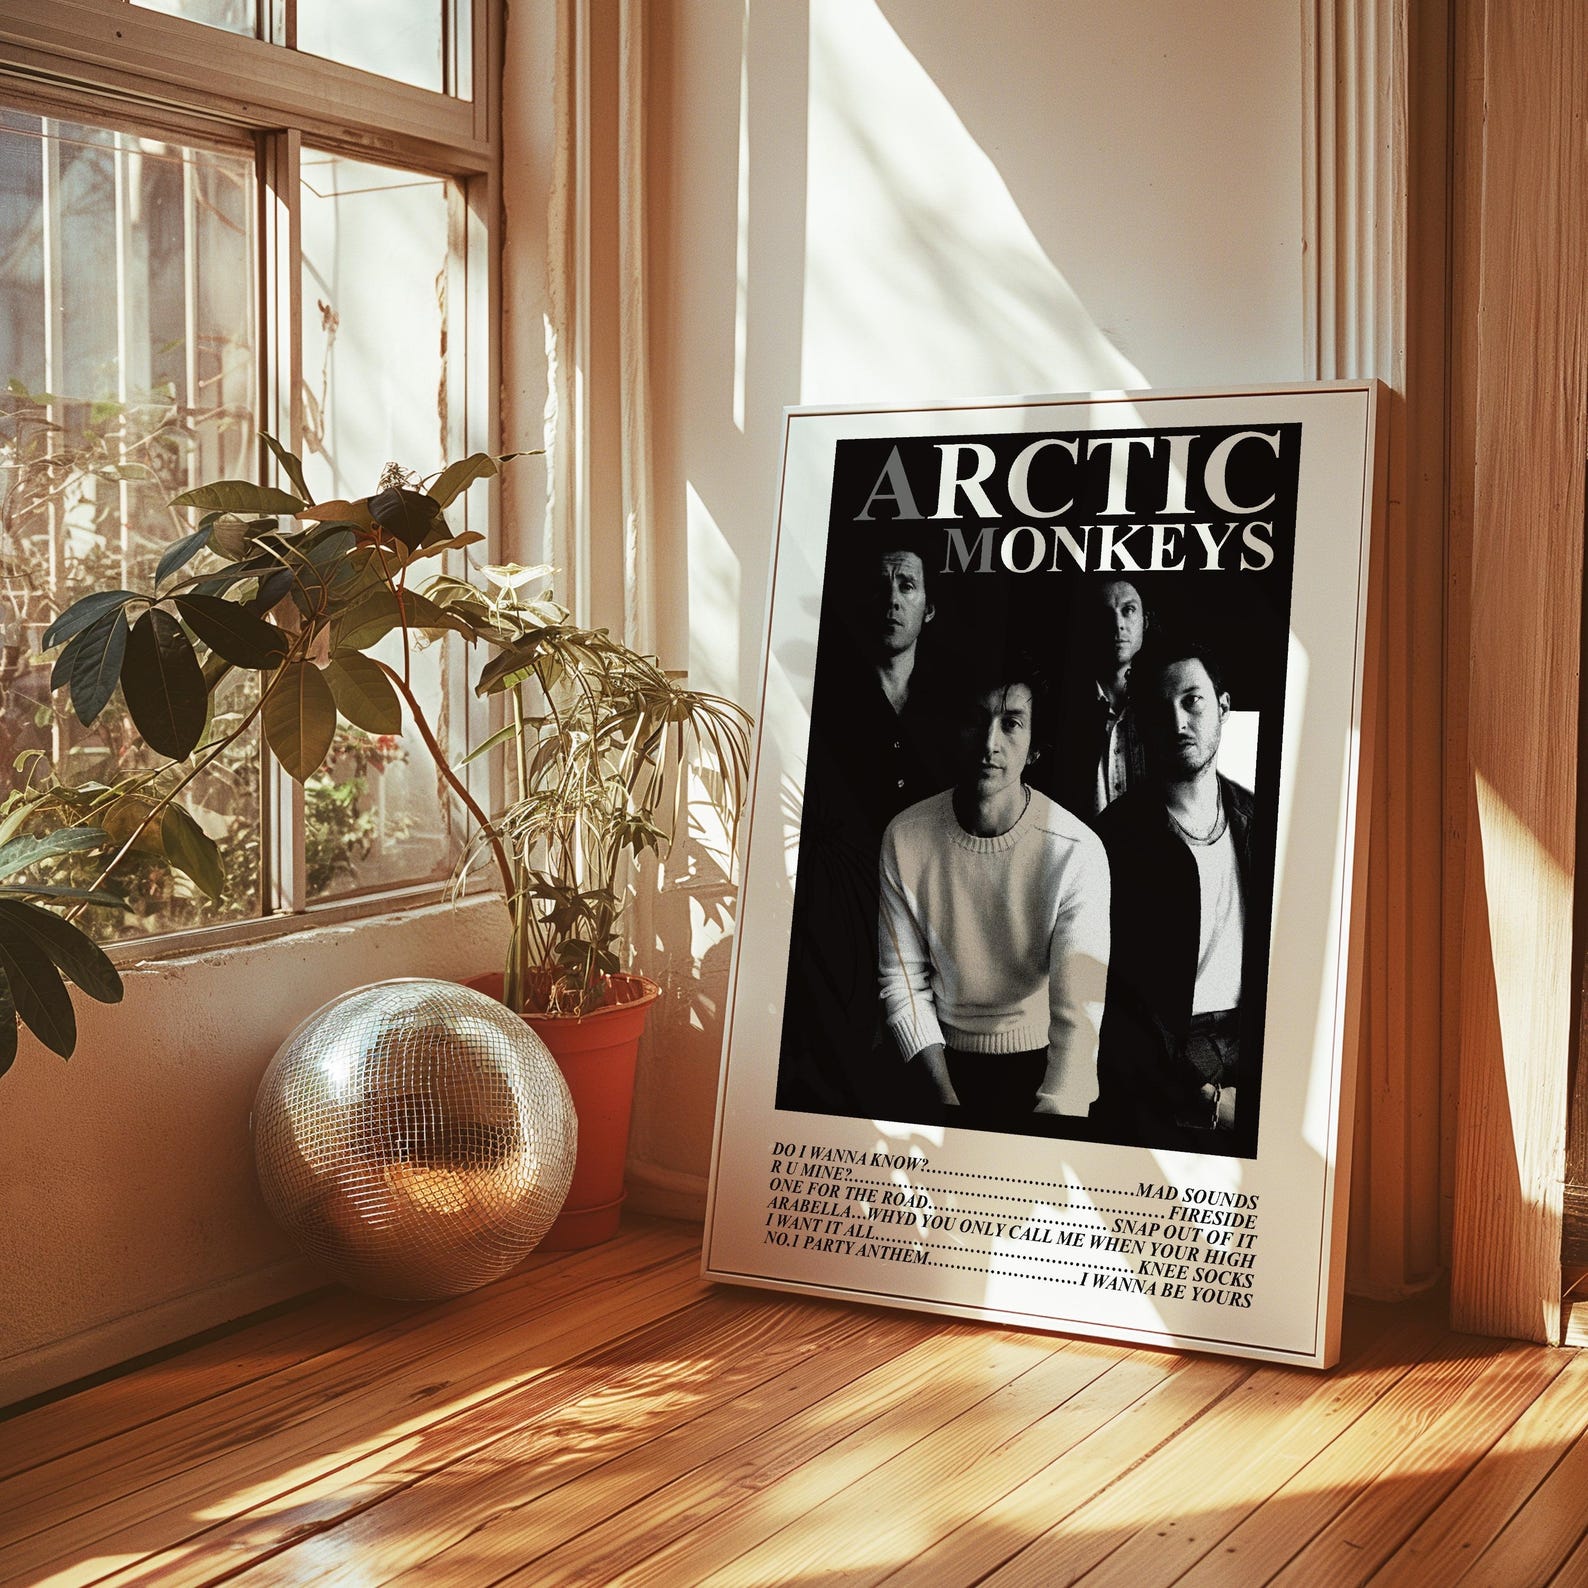 ARCTIC
MONKEYS
DO I WANNA KNOW?..........MAD SOUNDS
R U MINE?..........FIRESIDE
ONE FOR THE ROAD..........SNAP OUT OF IT
ARABELLA...WHYD YOU ONLY CALL ME WHEN YOUR HIGH
I WANT IT ALL..........KNEE SOCKS
NO.1 PARTY ANTHEM..........I WANNA BE YOURS